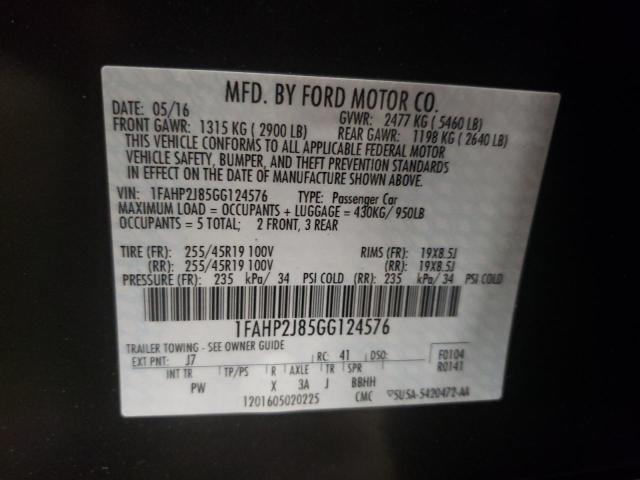 MFD. BY FORD MOTOR CO.
DATE: 05/16 GVWR: 2477 KG ( 5460 LB)
FRONT GAWR: 1315 KG ( 2900 LB) REAR GAWR: 1198 KG ( 2640 LB)
THIS VEHICLE CONFORMS TO ALL APPLICABLE FEDERAL MOTOR
VEHICLE SAFETY, BUMPER, AND THEFT PREVENTION STANDARDS
IN EFFECT ON THE DATE OF MANUFACTURE SHOWN ABOVE.
VIN: 1FAHP2J85GG124576 TYPE: Passenger Car
MAXIMUM LOAD = OCCUPANTS + LUGGAGE = 430KG/ 950LB
OCCUPANTS = 5 TOTAL; 2 FRONT, 3 REAR
TIRE (FR): 255/45R19 100V RIMS (FR): 19X8.5J
(RR): 255/45R19 100V (RR): 19X8.5J
PRESSURE (FR): 235 kPa/ 34 PSI COLD (RR): 235 kPa/ 34 PSI COLD
1FAHP2J85GG124576
TRAILER TOWING - SEE OWNER GUIDE
EXT PNT: J7 RC: 41 DSO: F0104
R0141
INT TR TP/PS R AXLE TR SPR
PW X 3A J BBHH
1201605020225 CMC 5U5A-5420472-AA